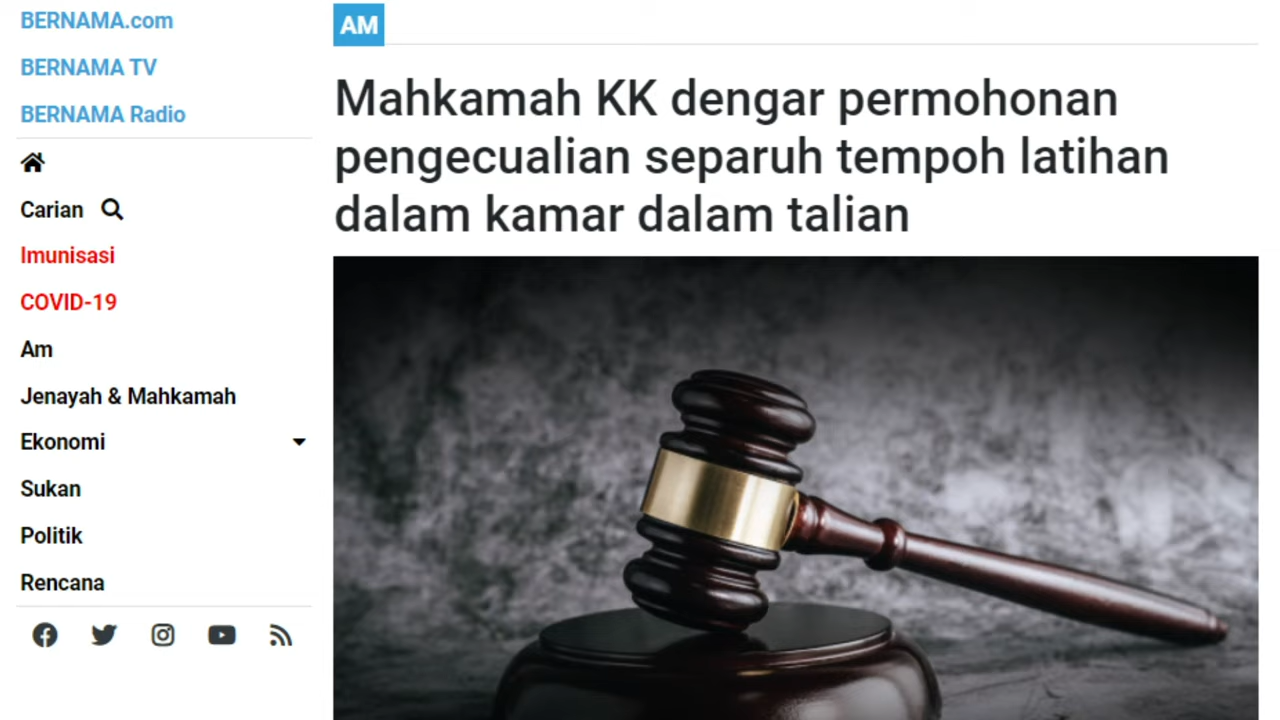 BERNAMA.com
BERNAMA TV
BERNAMA Radio
Carian
Imunisasi
COVID-19
Am
Jenayah & Mahkamah
Ekonomi
Sukan
Politik
Rencana
AM
Mahkamah KK dengar permohonan
pengecualian separuh tempoh latihan
dalam kamar dalam talian